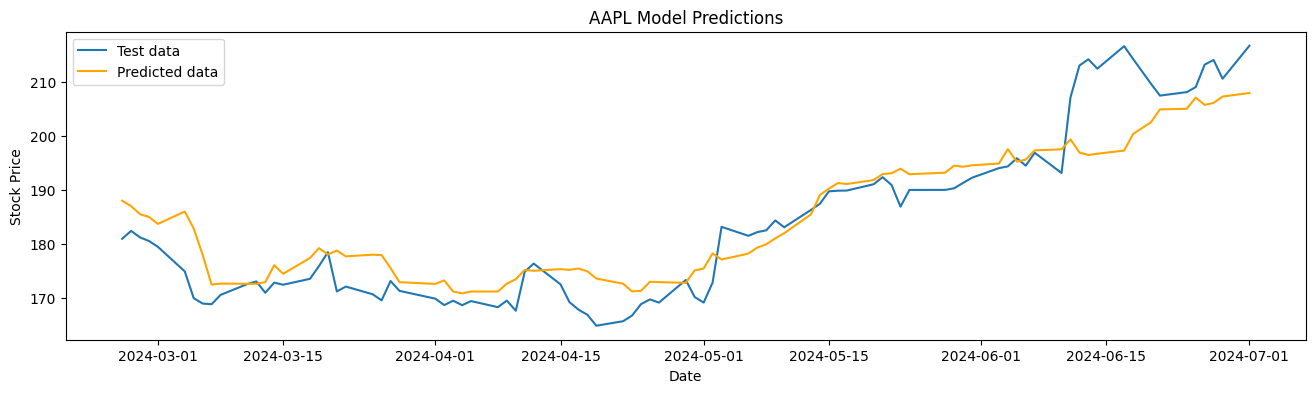 AAPL Model Predictions
Test data
Predicted data
Stock Price
210
200
190
180
170
2024-03-01 2024-03-15 2024-04-01 2024-04-15 2024-05-01 2024-05-15 2024-06-01 2024-06-15 2024-07-01
Date